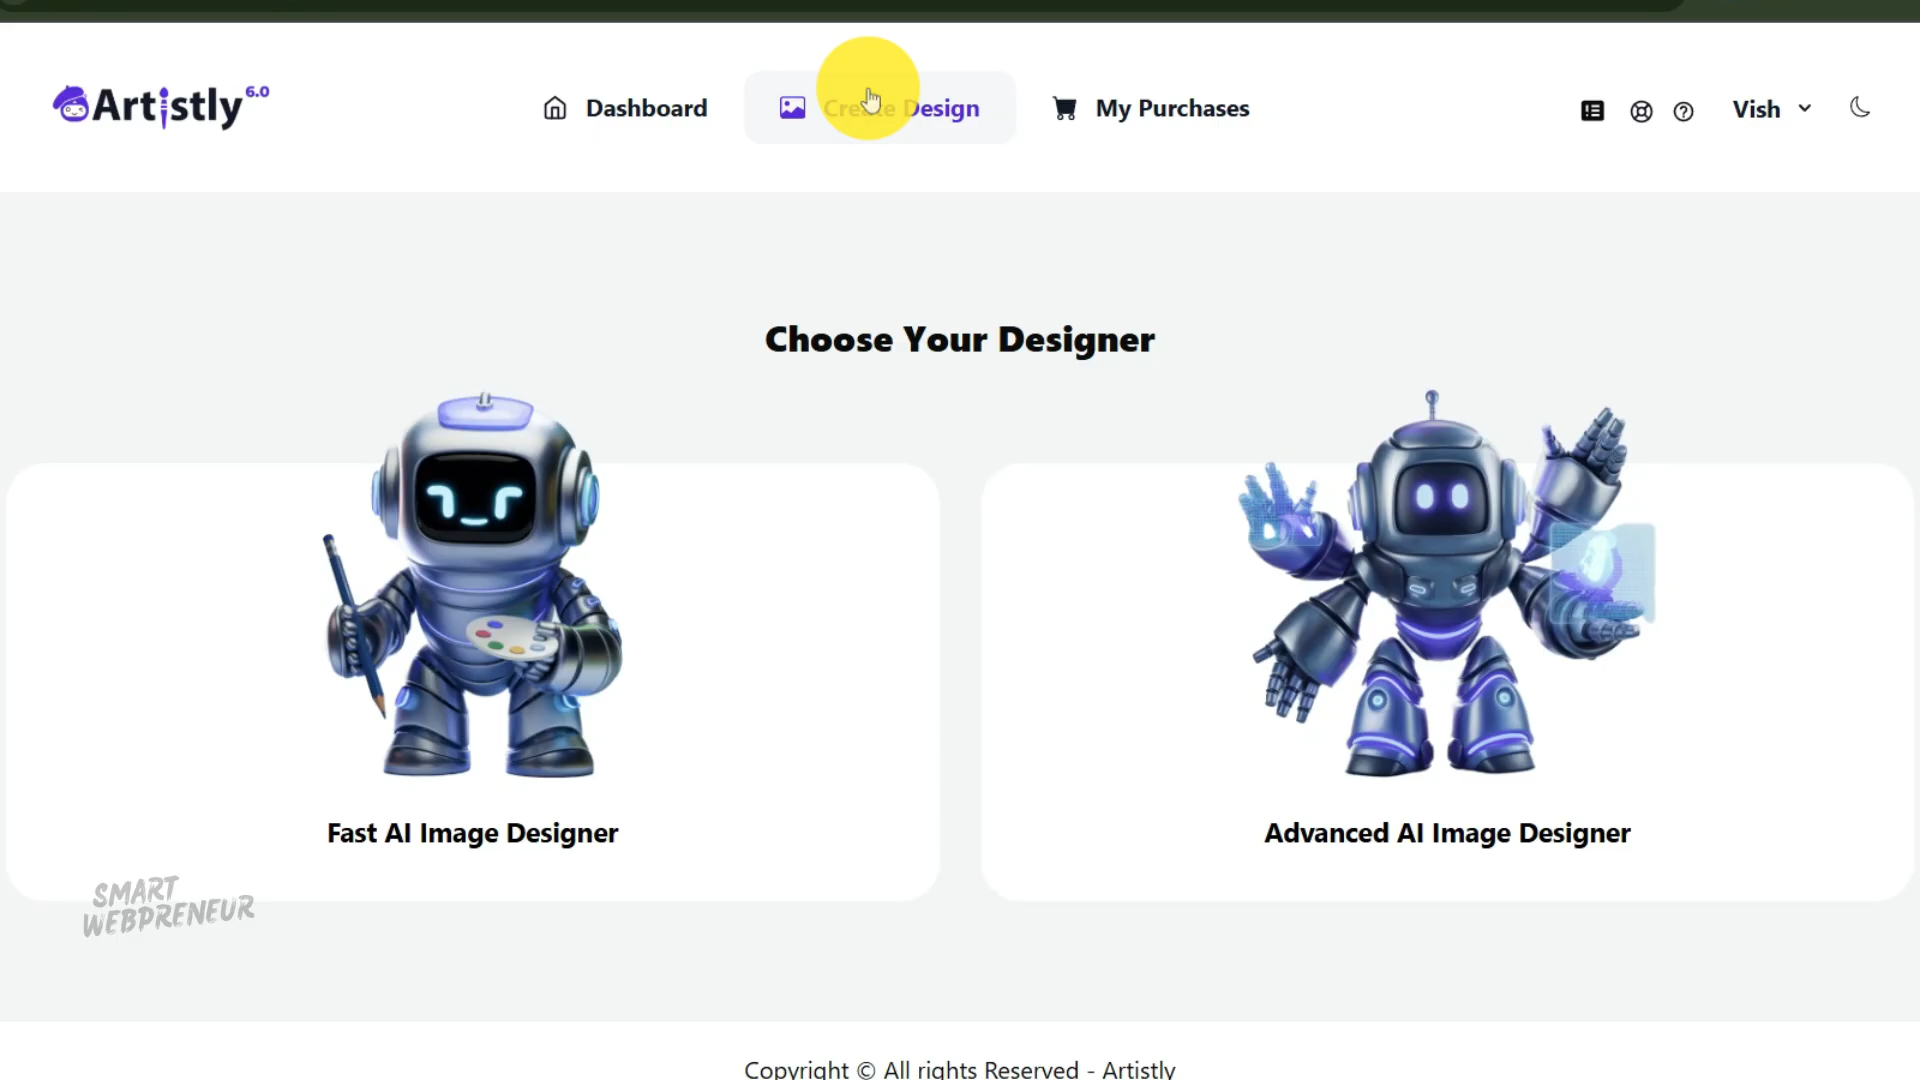 Artistly 6.0
Dashboard
Create Design
My Purchases
Vish
Choose Your Designer
Fast AI Image Designer
Advanced AI Image Designer
SMART
WEBPRENEUR
Copyright © All rights Reserved - Artistly